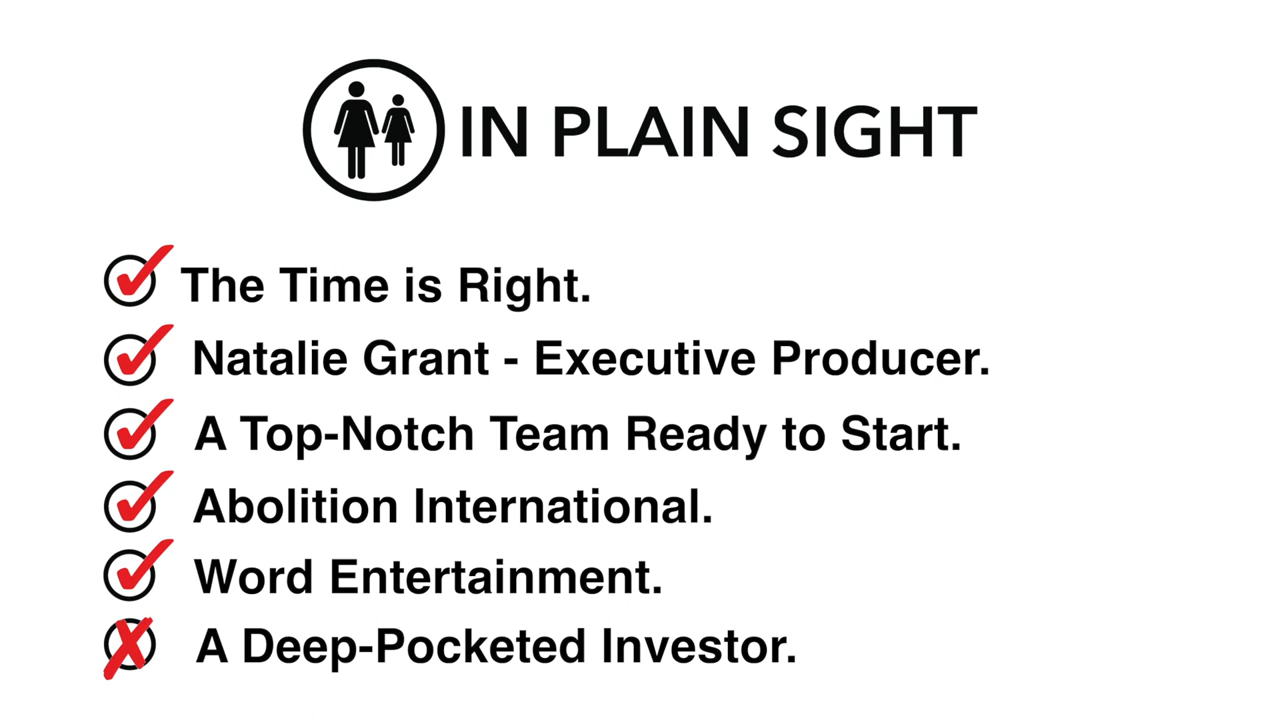 IN PLAIN SIGHT
The Time is Right.
Natalie Grant - Executive Producer.
A Top-Notch Team Ready to Start.
Abolition International.
Word Entertainment.
A Deep-Pocketed Investor.